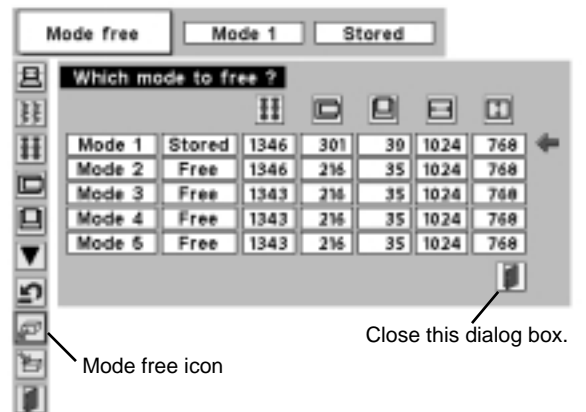 Mode free Mode 1 Stored
Which mode to free ?
Mode 1 Stored 1346 301 39 1024 768
Mode 2 Free 1346 216 35 1024 768
Mode 3 Free 1343 216 35 1024 768
Mode 4 Free 1343 216 35 1024 768
Mode 5 Free 1343 216 35 1024 768
Close this dialog box.
Mode free icon